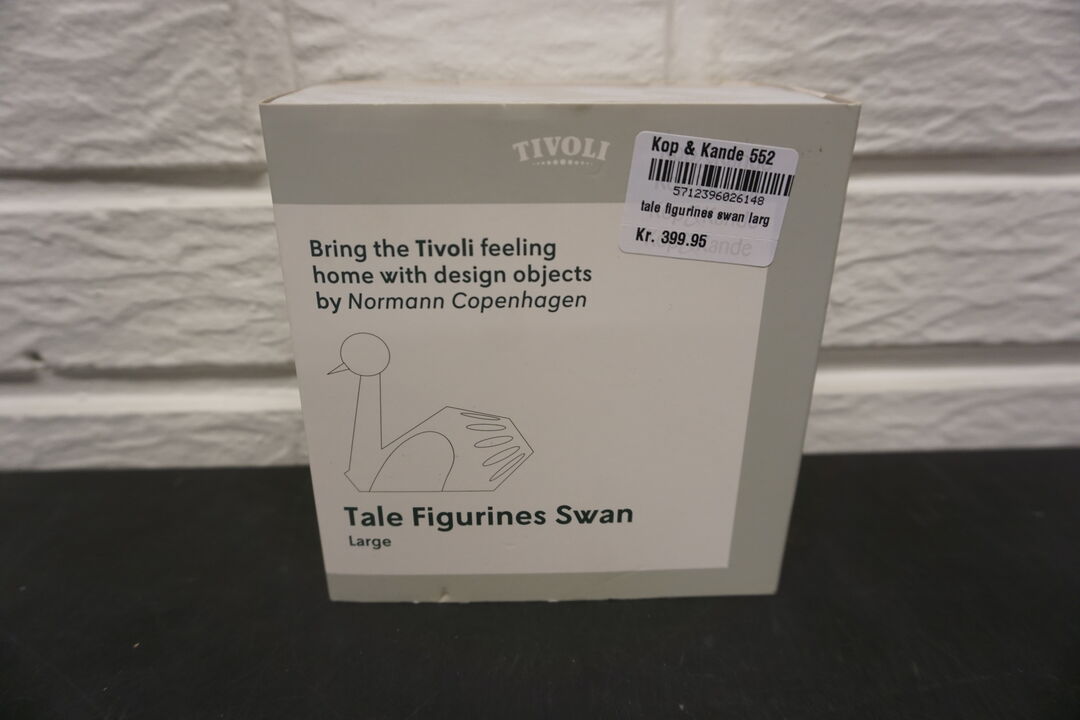 TIVOLI
Kop & Kande 552
5712396026148
tale figurines swan larg
Kr. 399.95
Bring the Tivoli feeling
home with design objects
by Normann Copenhagen
Tale Figurines Swan
Large